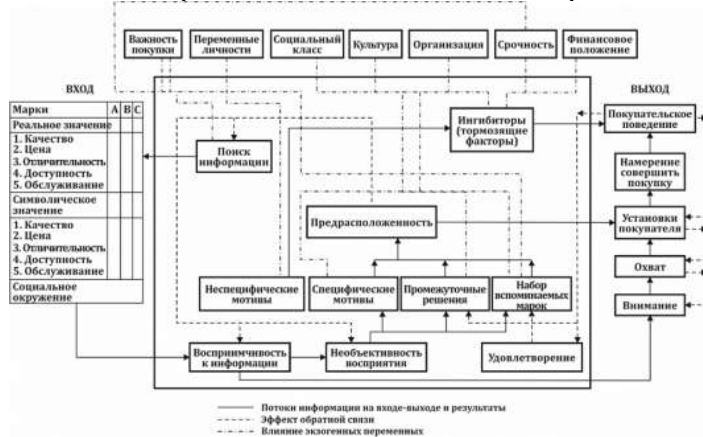 Важность
покупки
Переменные
личности
Социальный
класс
Культура
Организация
Срочность
Финансовое
положение
ВХОД
Марки A B C
Реальное значение
1. Качество
2. Цена
3. Отличительность
4. Доступность
5. Обслуживание
Символическое
значение
1. Качество
2. Цена
3. Отличительность
4. Доступность
5. Обслуживание
Социальное
окружение
Поиск
информации
Ингибиторы
(тормозящие
факторы)
Предрасположенность
Неспецифические
мотивы
Специфические
мотивы
Промежуточные
решения
Набор
вспоминаемых
марок
Восприимчивость
к информации
Необъективность
восприятия
Удовлетворение
ВЫХОД
Покупательское
поведение
Намерение
совершить
покупку
Установки
покупателя
Охват
Внимание
Потоки информации на входе-выходе и результаты
Эффект обратной связи
Влияние экзогенных переменных